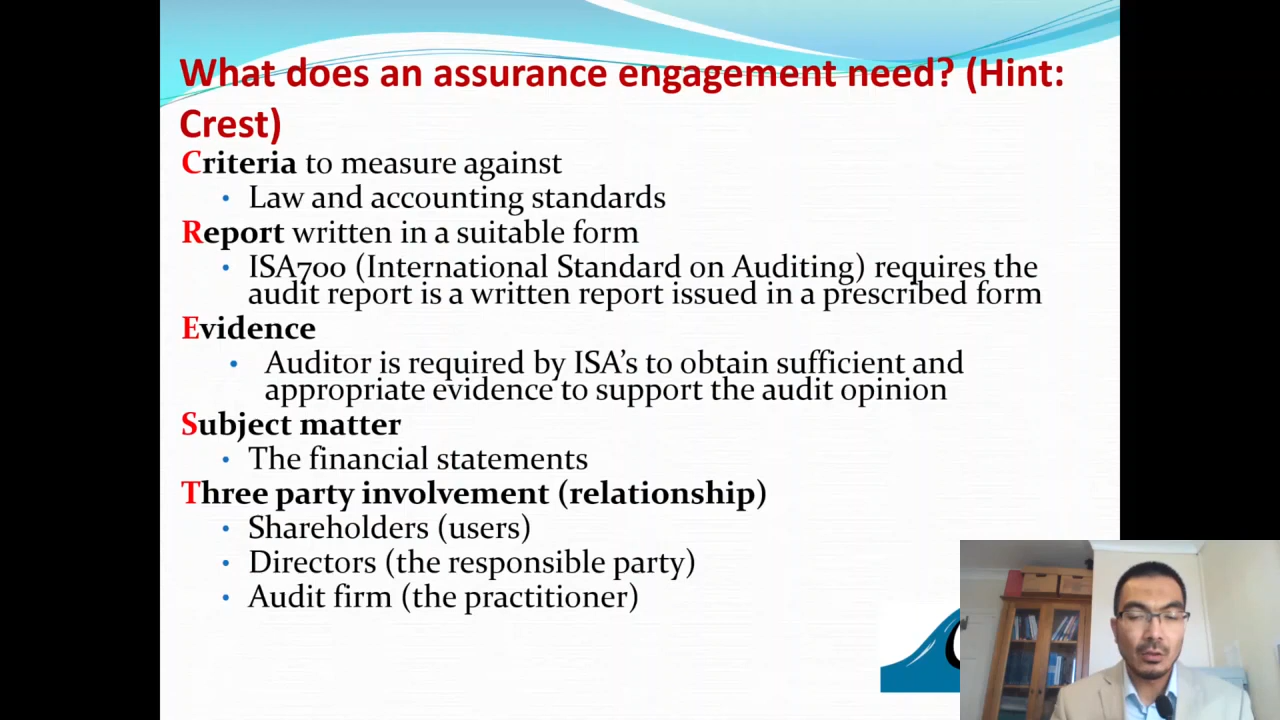 What does an assurance engagement need? (Hint:
Crest)
Criteria to measure against
• Law and accounting standards
Report written in a suitable form
• ISA700 (International Standard on Auditing) requires the
audit report is a written report issued in a prescribed form
Evidence
• Auditor is required by ISA's to obtain sufficient and
appropriate evidence to support the audit opinion
Subject matter
• The financial statements
Three party involvement (relationship)
• Shareholders (users)
• Directors (the responsible party)
• Audit firm (the practitioner)